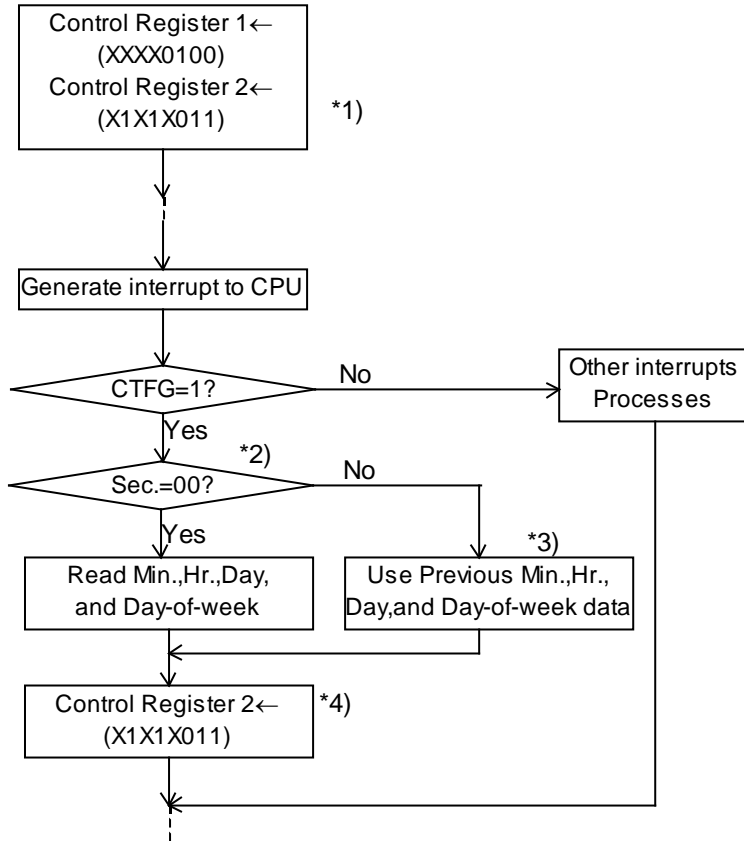 Control Register 1←
(XXXX0100)
Control Register 2←
(X1X1X011)
*1)
Generate interrupt to CPU
CTFG=1?
No
Other interrupts
Processes
Yes
*2)
Sec.=00?
No
Yes
*3)
Read Min.,Hr.,Day,
and Day-of-week
Use Previous Min.,Hr.,
Day,and Day-of-week data
Control Register 2←
(X1X1X011)
*4)